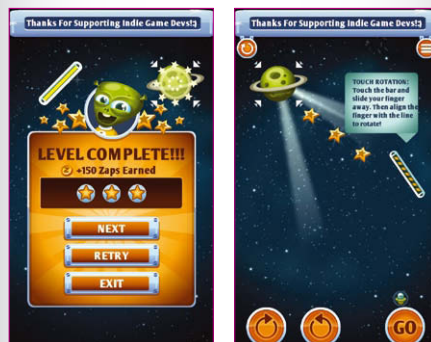 Thanks For Supporting Indie Game Devs!:)
LEVEL COMPLETE!!!
Z +150 Zaps Earned
NEXT
RETRY
EXIT
Thanks For Supporting Indie Game Devs!:)
TOUCH ROTATION:
Touch the bar and
slide your finger
away. Then align the
finger with the line
to rotate!
GO